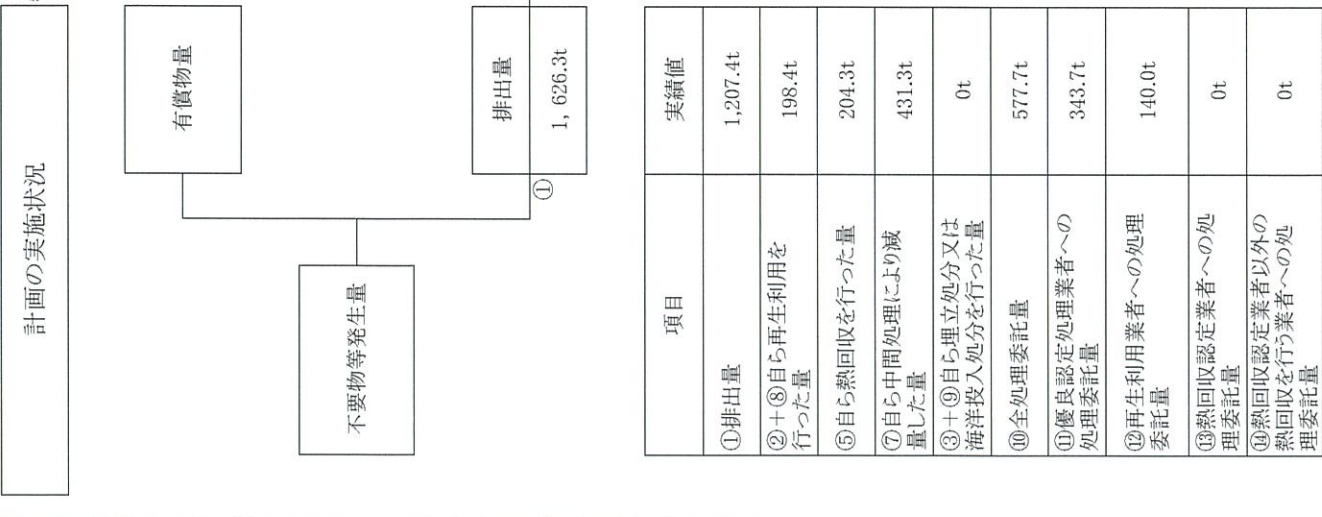 計画の実施状況
不要物等発生量
有償物量
①
排出量
1,626.3t
項目
実績値
①排出量
1,207.4t
②+⑧自ら再生利用を
行った量
198.4t
⑤自ら熱回収を行った量
204.3t
⑦自ら中間処理により減
量した量
431.3t
③+⑨自ら埋立処分又は
海洋投入処分を行った量
0t
⑩全処理委託量
577.7t
⑪優良認定処理業者への
処理委託量
343.7t
⑫再生利用業者への処理
委託量
140.0t
⑬熱回収認定業者への処
理委託量
0t
⑭熱回収認定業者以外の
熱回収を行う業者への処
理委託量
0t